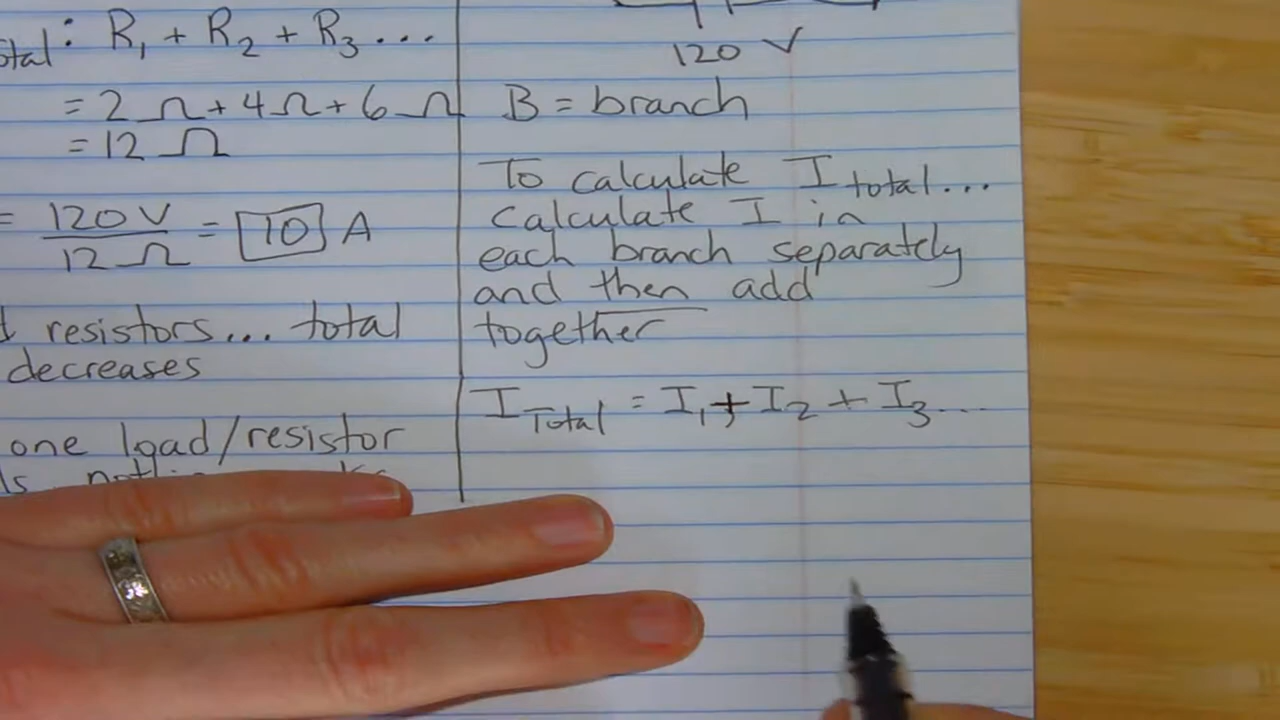 : R₁ + R₂ + R₃ ...
= 2 Ω + 4 Ω + 6 Ω
= 12 Ω
= 120 V / 12 Ω = 10 A
resistors... total
decreases
one load/resistor
120 V
B = branch
To calculate I total...
calculate I in
each branch separately
and then add
together
I Total = I₁ + I₂ + I₃ ...